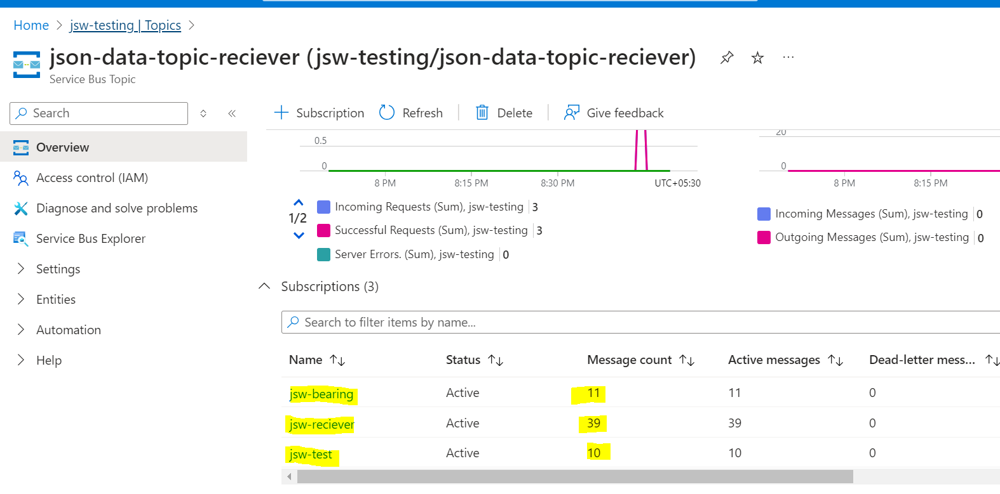 Home > jsw-testing | Topics >
json-data-topic-reciever (jsw-testing/json-data-topic-reciever)
Service Bus Topic
Search
Overview
Access control (IAM)
Diagnose and solve problems
Service Bus Explorer
Settings
Entities
Automation
Help
Subscription Refresh Delete Give feedback
0.5
0
8 PM 8:15 PM 8:30 PM UTC+05:30
1/2
Incoming Requests (Sum), jsw-testing 3
Successful Requests (Sum), jsw-testing 3
Server Errors. (Sum), jsw-testing 0
20
0
8 PM 8:15 PM
Incoming Messages (Sum), jsw-testing 0
Outgoing Messages (Sum), jsw-testing 0
Subscriptions (3)
Search to filter items by name...
Name Status Message count Active messages Dead-letter mess...
jsw-bearing Active 11 11 0
jsw-reciever Active 39 39 0
jsw-test Active 10 10 0